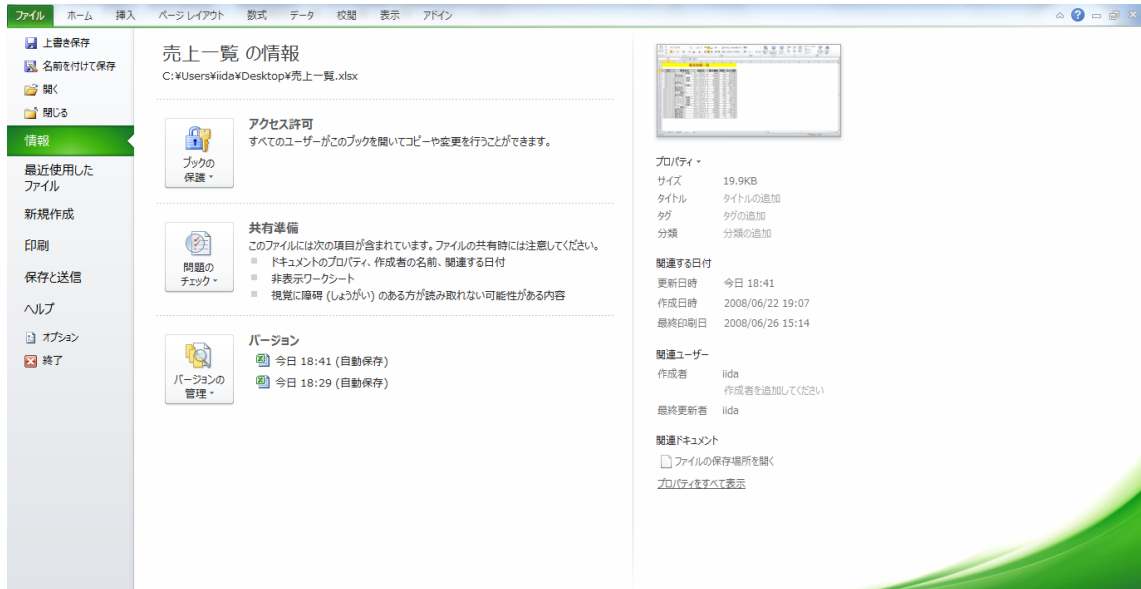 ファイル ホーム 挿入 ページ レイアウト 数式 データ 校閲 表示 アドイン
上書き保存
名前を付けて保存
開く
閉じる
情報
最近使用した
ファイル
新規作成
印刷
保存と送信
ヘルプ
オプション
終了
売上一覧 の情報
C:¥Users¥iida¥Desktop¥売上一覧.xlsx
ブックの
保護
アクセス許可
すべてのユーザーがこのブックを開いてコピーや変更を行うことができます。
問題の
チェック
共有準備
このファイルには次の項目が含まれています。ファイルの共有時には注意してください。
ドキュメントのプロパティ、作成者の名前、関連する日付
非表示ワークシート
視覚に障碍 (しょうがい) のある方が読み取れない可能性がある内容
バージョンの
管理
バージョン
今日 18:41 (自動保存)
今日 18:29 (自動保存)
プロパティ
サイズ 19.9KB
タイトル タイトルの追加
タグ タグの追加
分類 分類の追加
関連する日付
更新日時 今日 18:41
作成日時 2008/06/22 19:07
最終印刷日 2008/06/26 15:14
関連ユーザー
作成者 iida
作成者を追加してください
最終更新者 iida
関連ドキュメント
ファイルの保存場所を開く
プロパティをすべて表示